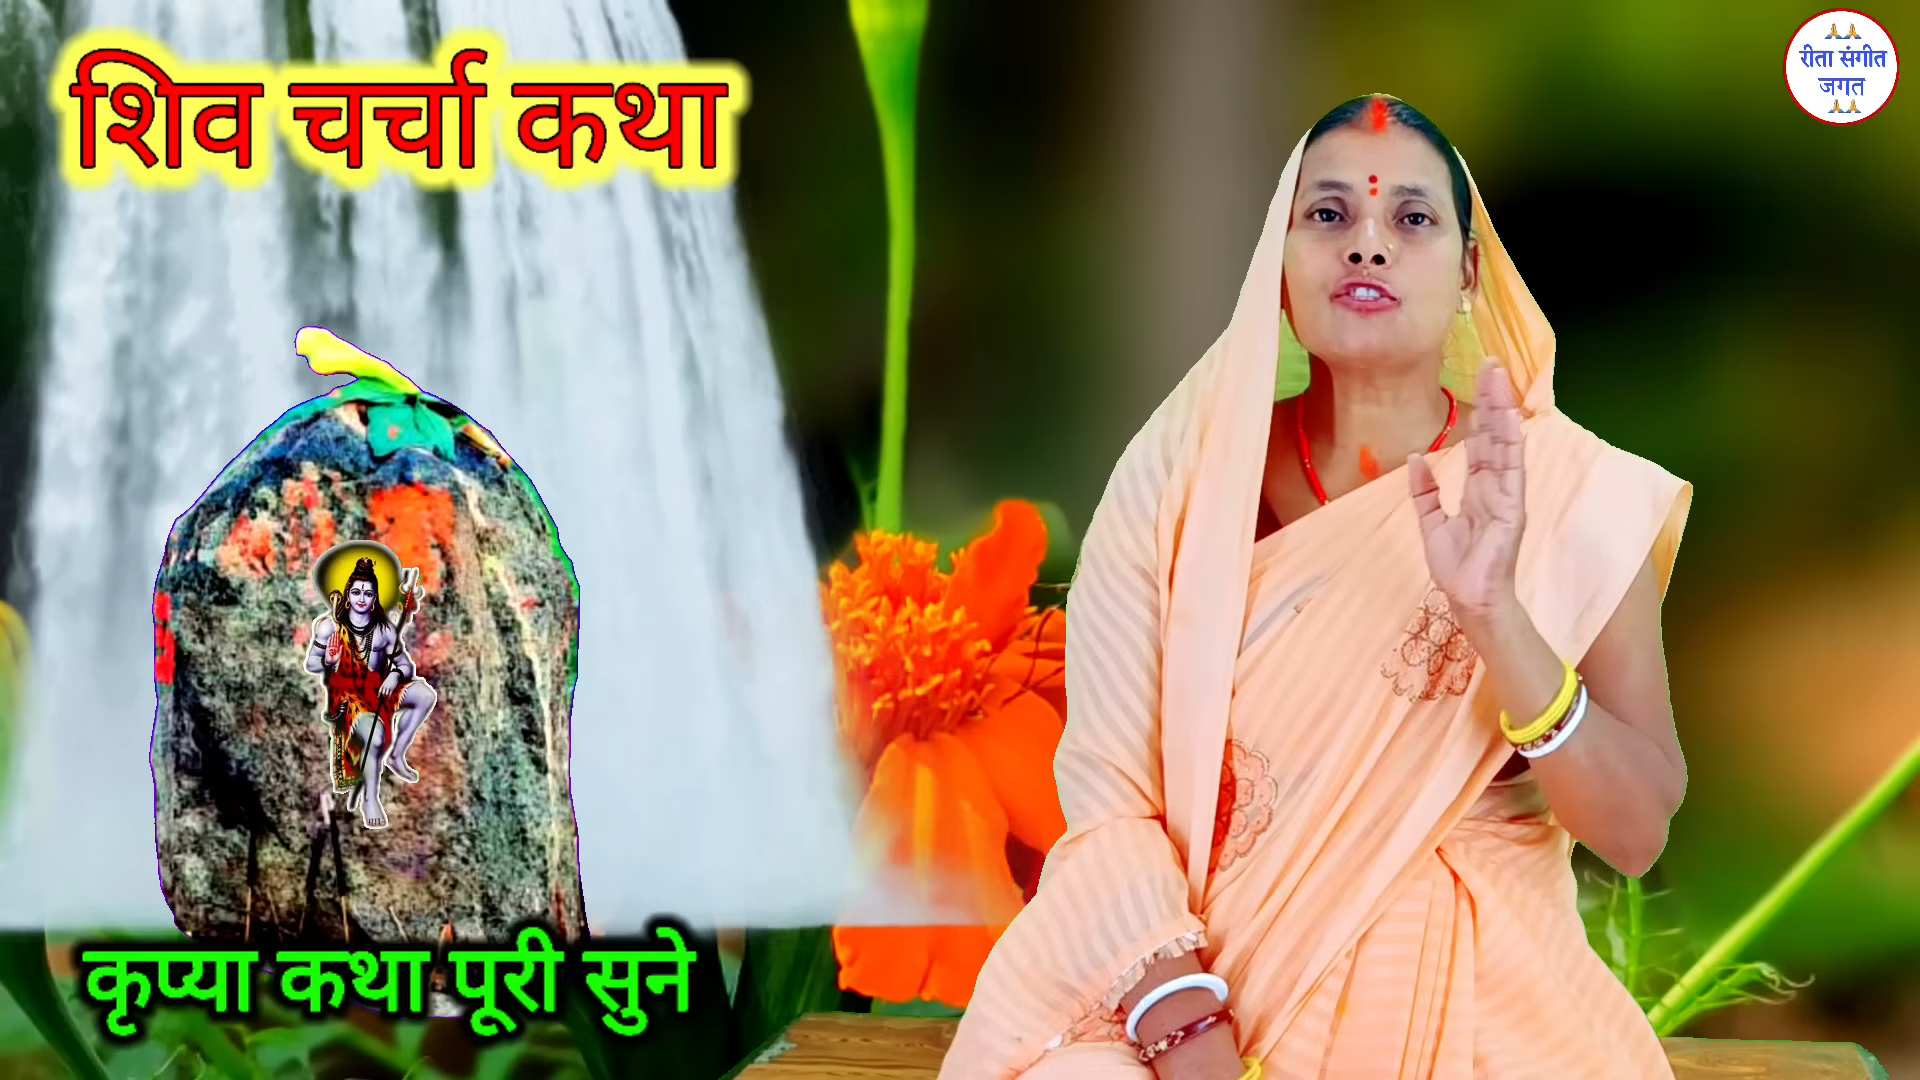 शिव चर्चा कथा
रीता संगीत
जगत
कृप्या कथा पूरी सुने